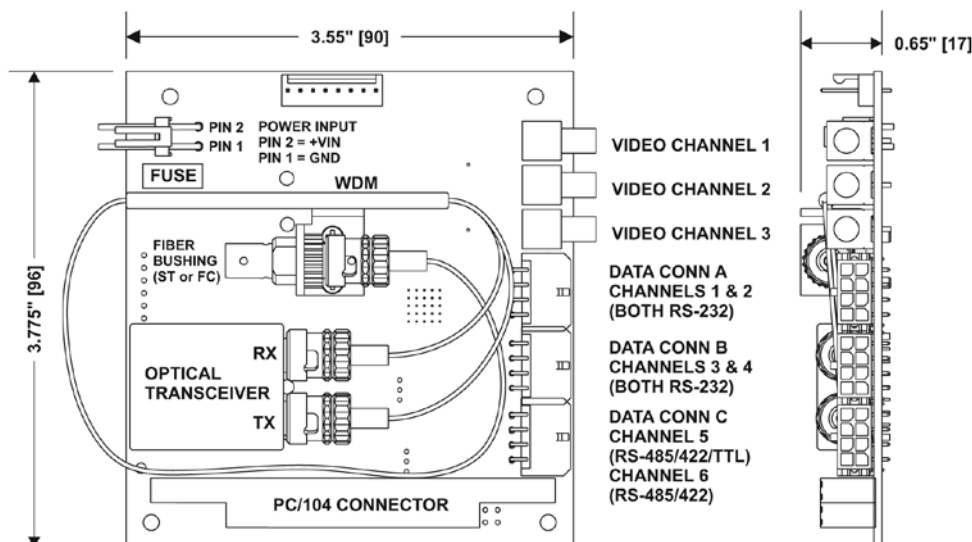 3.55" [90]
0.65" [17]
3.775" [96]
PIN 2
PIN 1
POWER INPUT
PIN 2 = +VIN
PIN 1 = GND
FUSE
WDM
FIBER
BUSHING
(ST or FC)
OPTICAL
TRANSCEIVER
RX
TX
PC/104 CONNECTOR
VIDEO CHANNEL 1
VIDEO CHANNEL 2
VIDEO CHANNEL 3
DATA CONN A
CHANNELS 1 & 2
(BOTH RS-232)
DATA CONN B
CHANNELS 3 & 4
(BOTH RS-232)
DATA CONN C
CHANNEL 5
(RS-485/422/TTL)
CHANNEL 6
(RS-485/422)